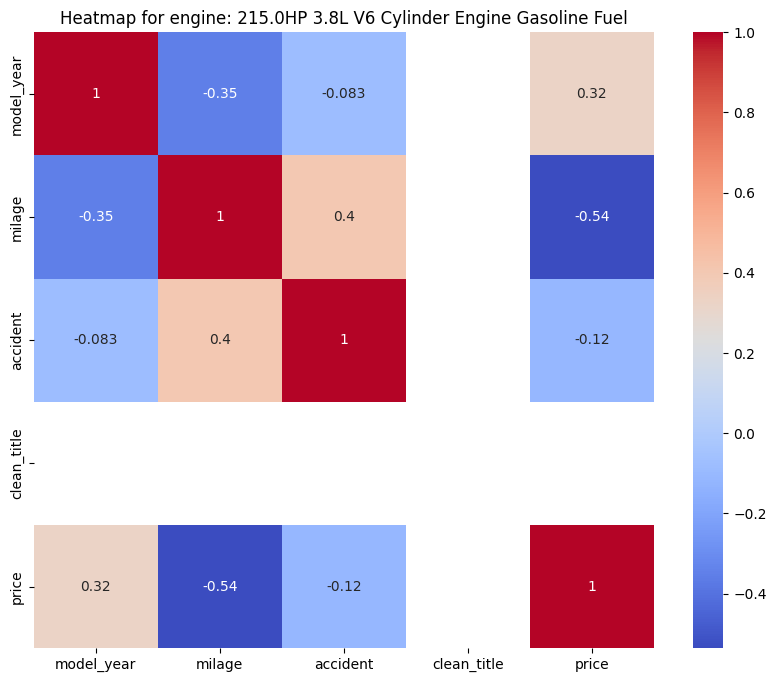 Heatmap for engine: 215.0HP 3.8L V6 Cylinder Engine Gasoline Fuel
model_year
1
-0.35
-0.083
0.32
milage
-0.35
1
0.4
-0.54
accident
-0.083
0.4
1
-0.12
clean_title
price
0.32
-0.54
-0.12
1
model_year
milage
accident
clean_title
price
1.0
0.8
0.6
0.4
0.2
0.0
−0.2
−0.4